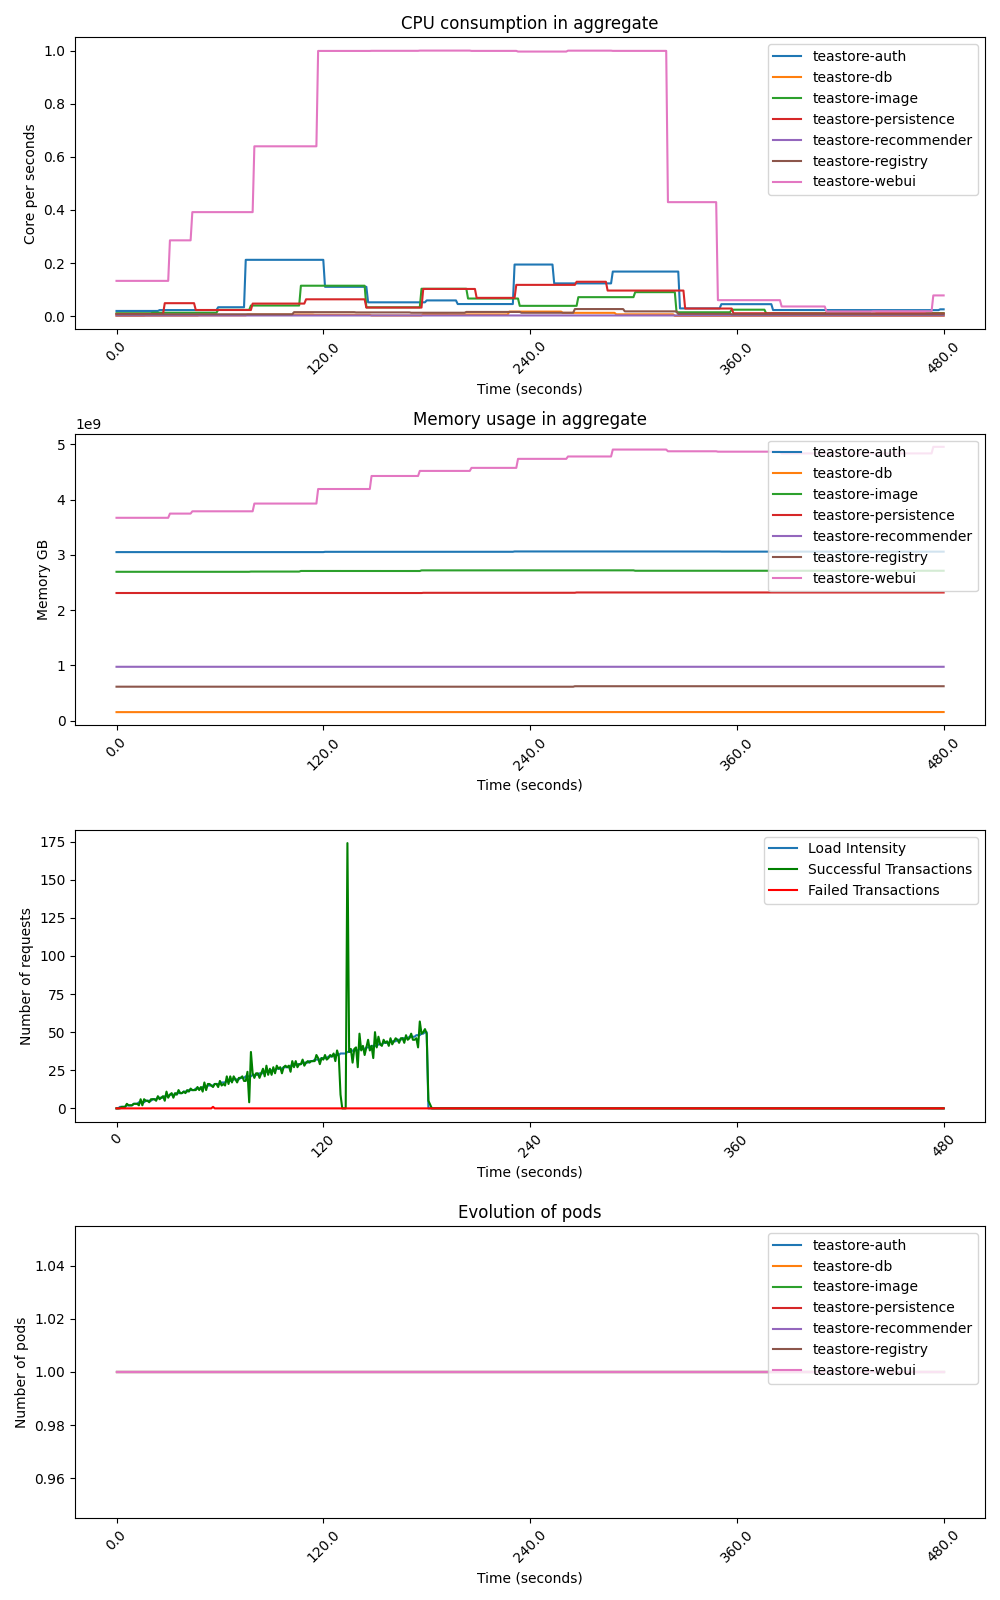 CPU consumption in aggregate
1.0
0.8
0.6
0.4
0.2
0.0
Core per seconds
teastore-auth
teastore-db
teastore-image
teastore-persistence
teastore-recommender
teastore-registry
teastore-webui
0.0
120.0
240.0
360.0
480.0
Time (seconds)
Memory usage in aggregate
1e9
5
4
3
2
1
0
Memory GB
teastore-auth
teastore-db
teastore-image
teastore-persistence
teastore-recommender
teastore-registry
teastore-webui
0.0
120.0
240.0
360.0
480.0
Time (seconds)
175
150
125
100
75
50
25
0
Number of requests
Load Intensity
Successful Transactions
Failed Transactions
0
120
240
360
480
Time (seconds)
Evolution of pods
1.04
1.02
1.00
0.98
0.96
Number of pods
teastore-auth
teastore-db
teastore-image
teastore-persistence
teastore-recommender
teastore-registry
teastore-webui
0.0
120.0
240.0
360.0
480.0
Time (seconds)